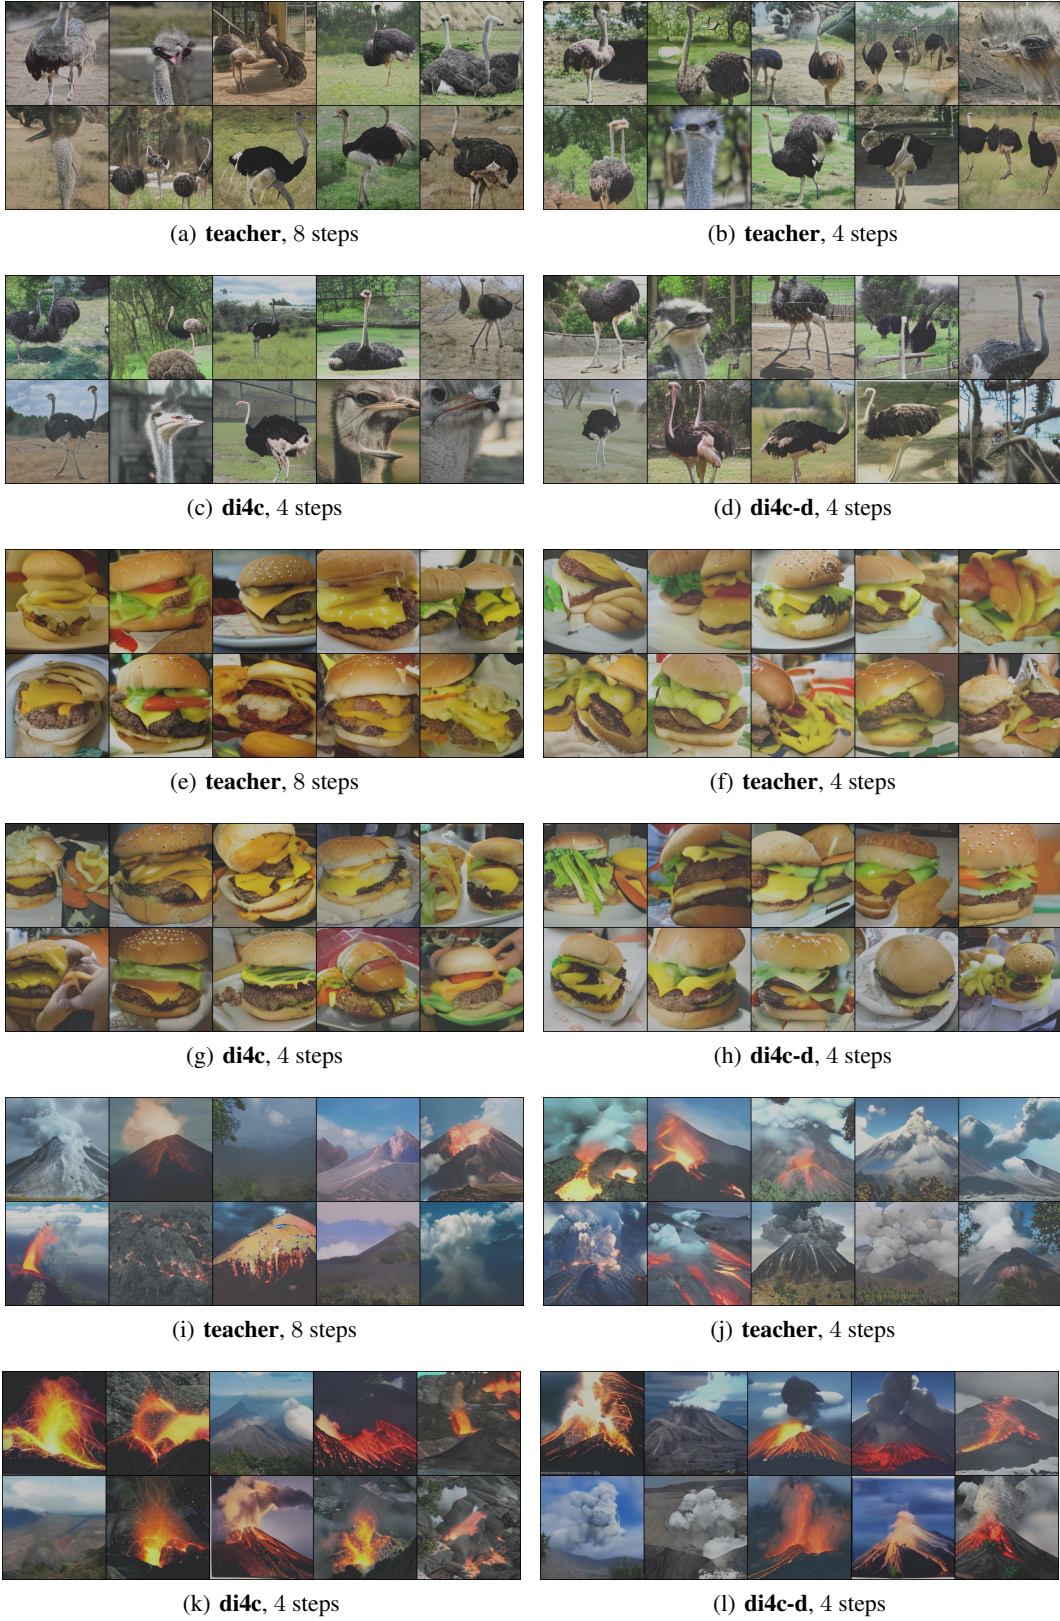 (a) teacher, 8 steps
(b) teacher, 4 steps
(c) di4c, 4 steps
(d) di4c-d, 4 steps
(e) teacher, 8 steps
(f) teacher, 4 steps
(g) di4c, 4 steps
(h) di4c-d, 4 steps
(i) teacher, 8 steps
(j) teacher, 4 steps
(k) di4c, 4 steps
(l) di4c-d, 4 steps